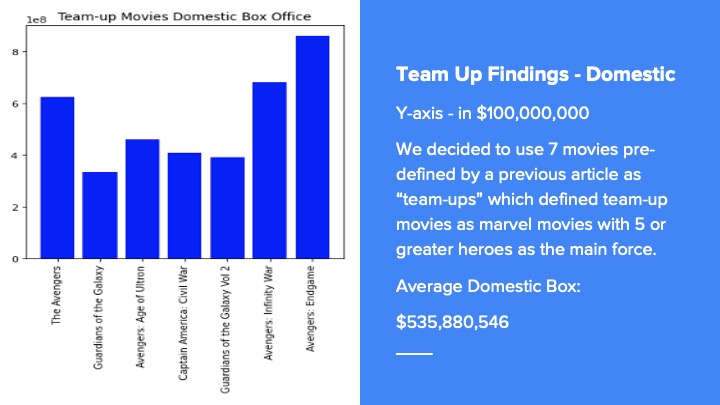 Team-up Movies Domestic Box Office
1e8
8
6
4
2
0
The Avengers
Guardians of the Galaxy
Avengers: Age of Ultron
Captain America: Civil War
Guardians of the Galaxy Vol 2
Avengers: Infinity War
Avengers: Endgame
Team Up Findings - Domestic
Y-axis - in $100,000,000
We decided to use 7 movies pre-
defined by a previous article as
“team-ups” which defined team-up
movies as marvel movies with 5 or
greater heroes as the main force.
Average Domestic Box:
$535,880,546